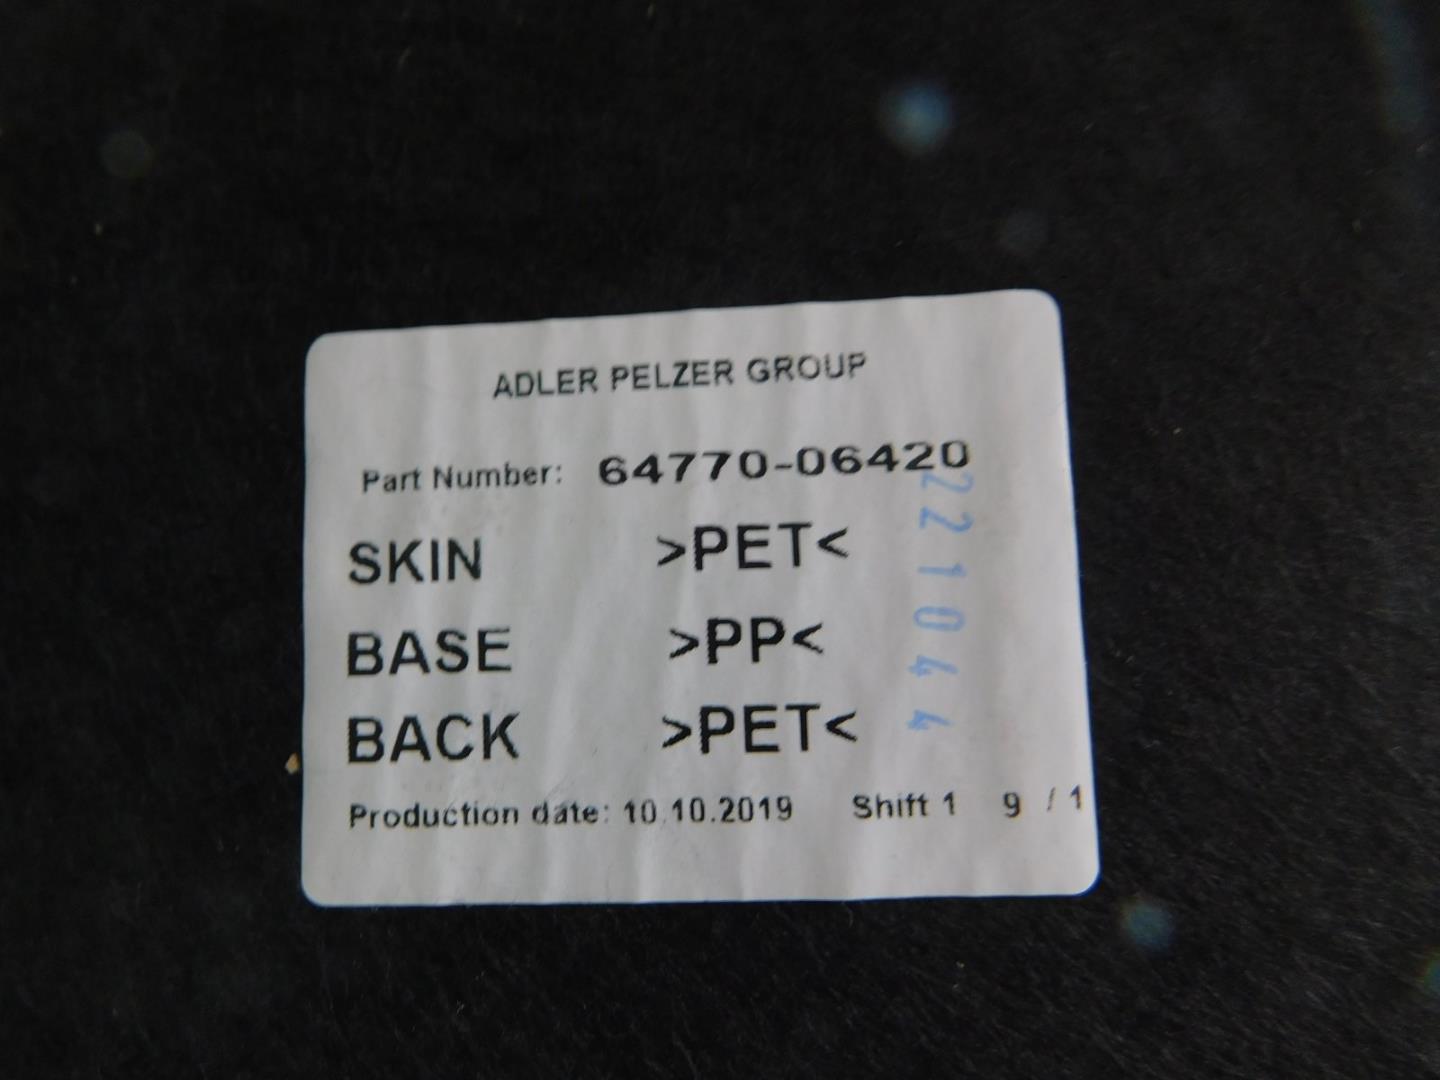 ADLER PELZER GROUP
Part Number: 64770-06420
SKIN >PET<
BASE >PP<
BACK >PET<
Production date: 10.10.2019 Shift 1 9 / 1
221044